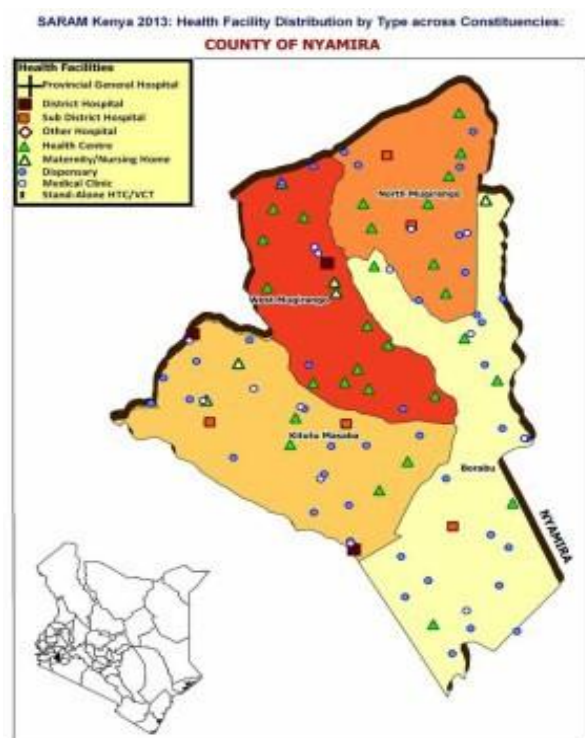 SARAM Kenya 2013: Health Facility Distribution by Type across Constituencies:
COUNTY OF NYAMIRA
Health Facilities
Provincial General Hospital
District Hospital
Sub District Hospital
Other Hospital
Health Centre
Maternity/Nursing Home
Dispensary
Medical Clinic
Stand-Alone HTC/VCT
North Mugirango
West Mugirango
Kitutu Masaba
Borabu
NYAMIRA